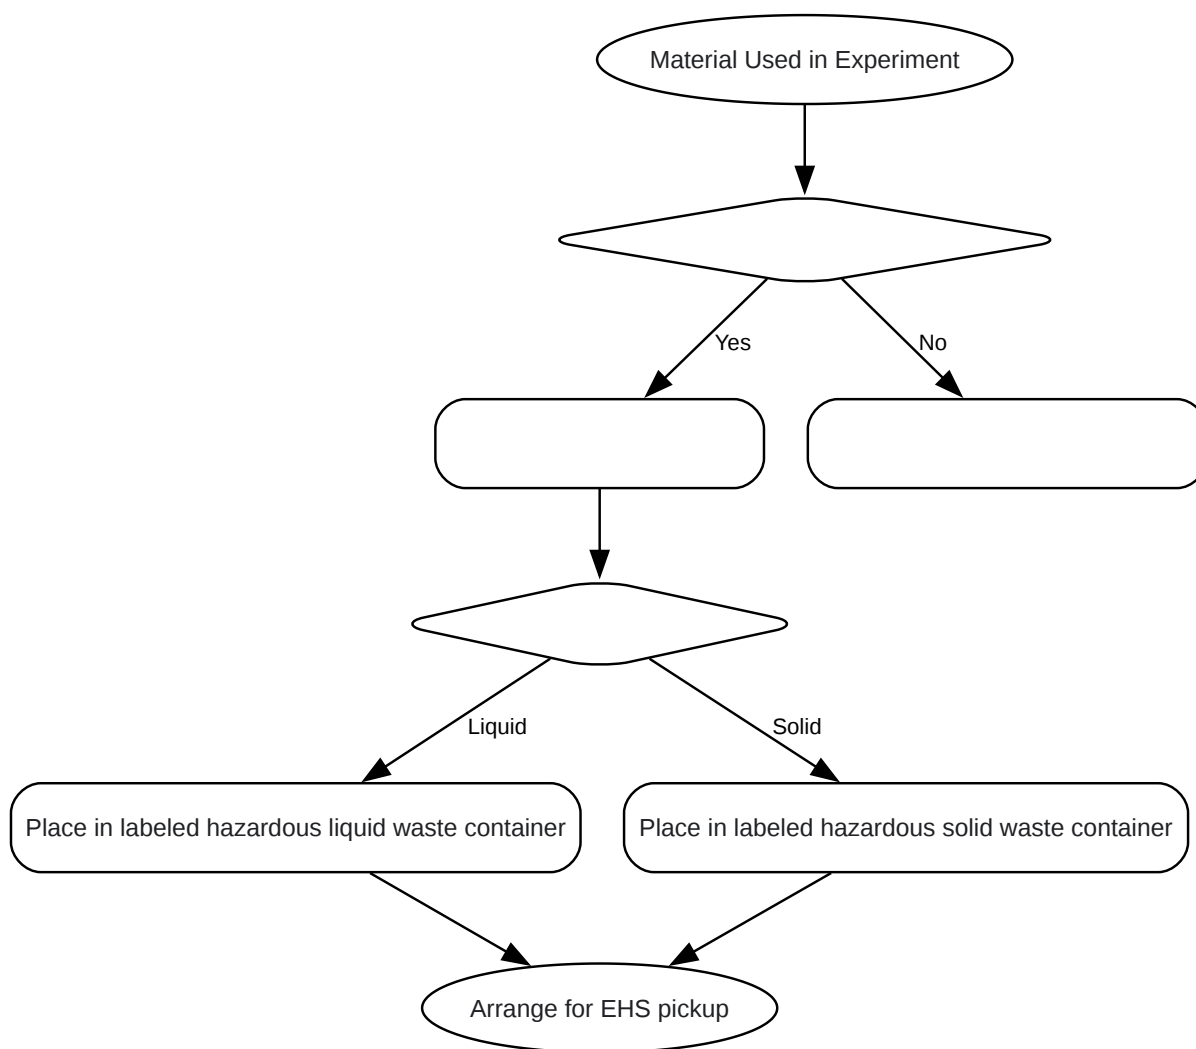 Material Used in Experiment
Yes
No
Liquid
Solid
Place in labeled hazardous liquid waste container
Place in labeled hazardous solid waste container
Arrange for EHS pickup